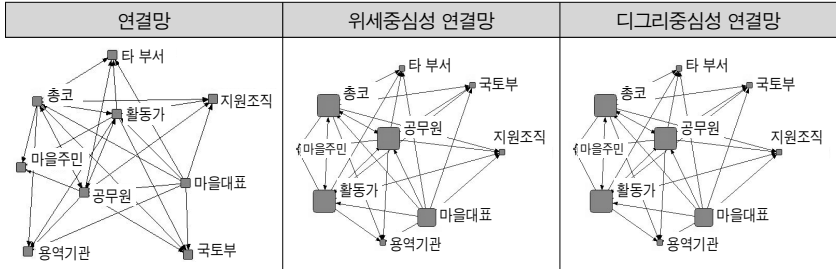 연결망
위세중심성 연결망
디그리중심성 연결망
타 부서
총코
지원조직
활동가
마을주민
공무원
마을대표
용역기관
국토부
타 부서
총코
국토부
공무원
마을주민
지원조직
활동가
마을대표
용역기관
타 부서
총코
국토부
공무원
마을주민
지원조직
활동가
마을대표
용역기관